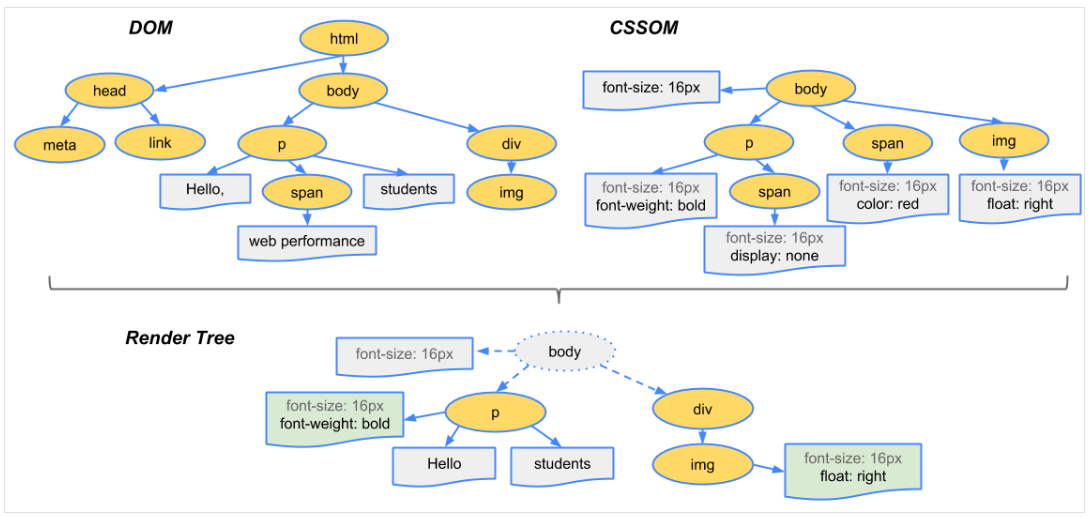 DOM
CSSOM
html
head
body
body
font-size: 16px
meta
link
p
div
p
span
img
Hello,
span
students
img
font-size: 16px
font-weight: bold
span
font-size: 16px
color: red
font-size: 16px
float: right
web performance
font-size: 16px
display: none
Render Tree
font-size: 16px
body
font-size: 16px
font-weight: bold
p
div
Hello
students
img
font-size: 16px
float: right